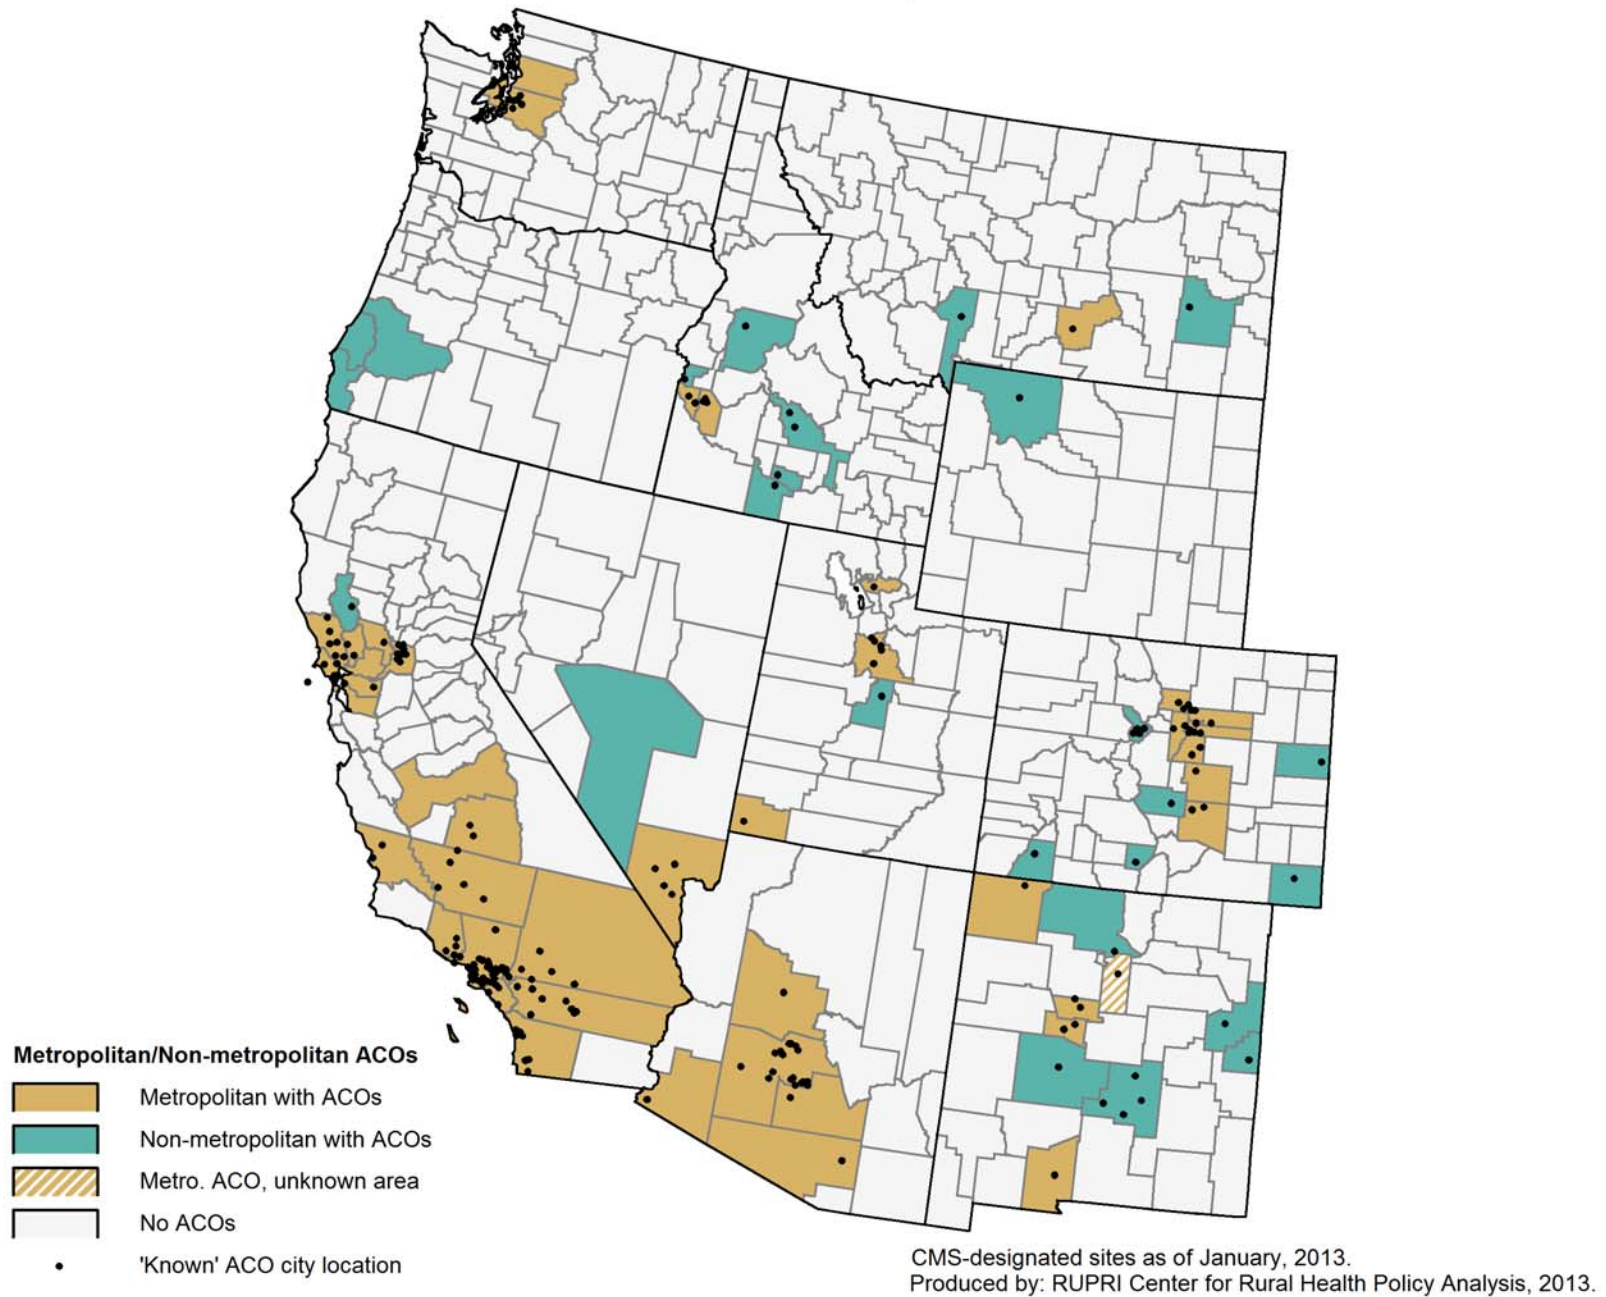 Metropolitan/Non-metropolitan ACOs
Metropolitan with ACOs
Non-metropolitan with ACOs
Metro. ACO, unknown area
No ACOs
'Known' ACO city location
CMS-designated sites as of January, 2013.
Produced by: RUPRI Center for Rural Health Policy Analysis, 2013.